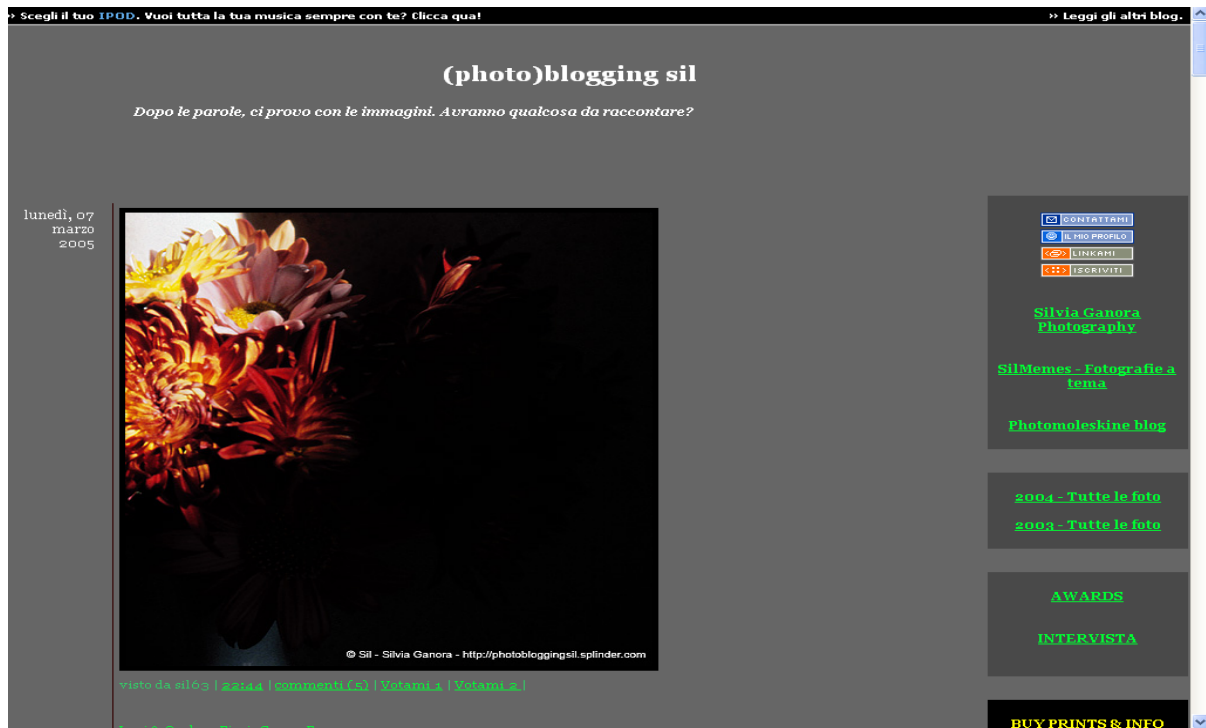 ›› Scegli il tuo IPOD. Vuoi tutta la tua musica sempre con te? Clicca qua!
›› Leggi gli altri blog.
(photo)blogging sil
Dopo le parole, ci provo con le immagini. Avranno qualcosa da raccontare?
lunedì, 07
marzo
2005
© Sil - Silvia Ganora - http://photobloggingsil.splinder.com
visto da sil63 | 22:44 | commenti (5) | Votami 1 | Votami 2 |
CONTATTAMI
IL MIO PROFILO
LINKAMI
ISCRIVITI
Silvia Ganora
Photography
SilMemes - Fotografie a
tema
Photomoleskine blog
2004 - Tutte le foto
2003 - Tutte le foto
AWARDS
INTERVISTA
BUY PRINTS & INFO